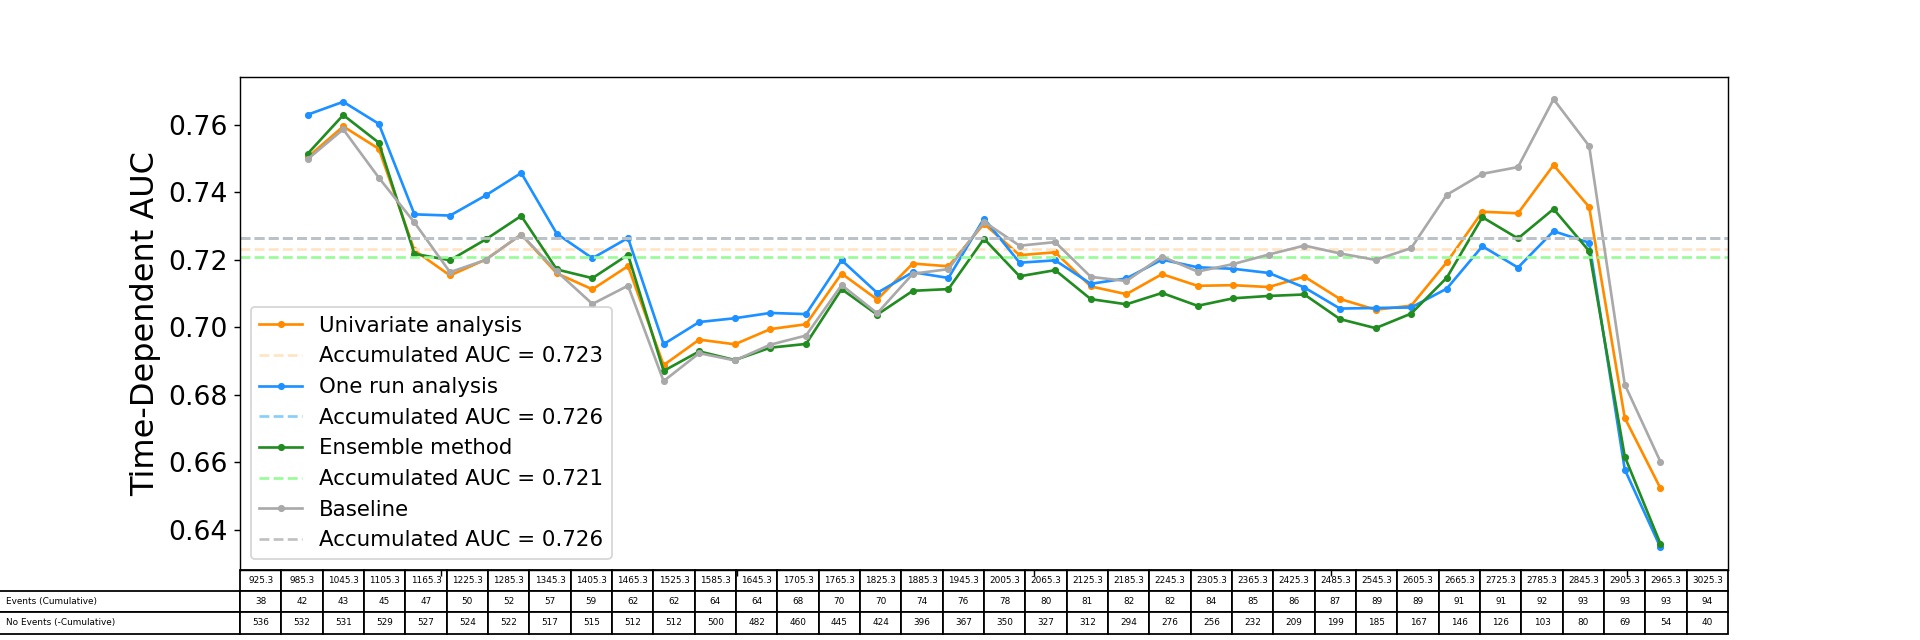 Time-Dependent AUC
0.76
0.74
0.72
0.70
0.68
0.66
0.64
Univariate analysis
Accumulated AUC = 0.723
One run analysis
Accumulated AUC = 0.726
Ensemble method
Accumulated AUC = 0.721
Baseline
Accumulated AUC = 0.726
925.3 985.3 1045.3 1105.3 1165.3 1225.3 1285.3 1345.3 1405.3 1465.3 1525.3 1585.3 1645.3 1705.3 1765.3 1825.3 1885.3 1945.3 2005.3 2065.3 2125.3 2185.3 2245.3 2305.3 2365.3 2425.3 2485.3 2545.3 2605.3 2665.3 2725.3 2785.3 2845.3 2905.3 2965.3 3025.3
Events (Cumulative) 38 42 43 45 47 50 52 57 59 62 62 64 64 68 70 70 74 76 78 80 81 82 82 84 85 86 87 89 89 91 91 92 93 93 93 94
No Events (-Cumulative) 536 532 531 529 527 524 522 517 515 512 512 500 482 460 445 424 396 367 350 327 312 294 276 256 232 209 199 185 167 146 126 103 80 69 54 40